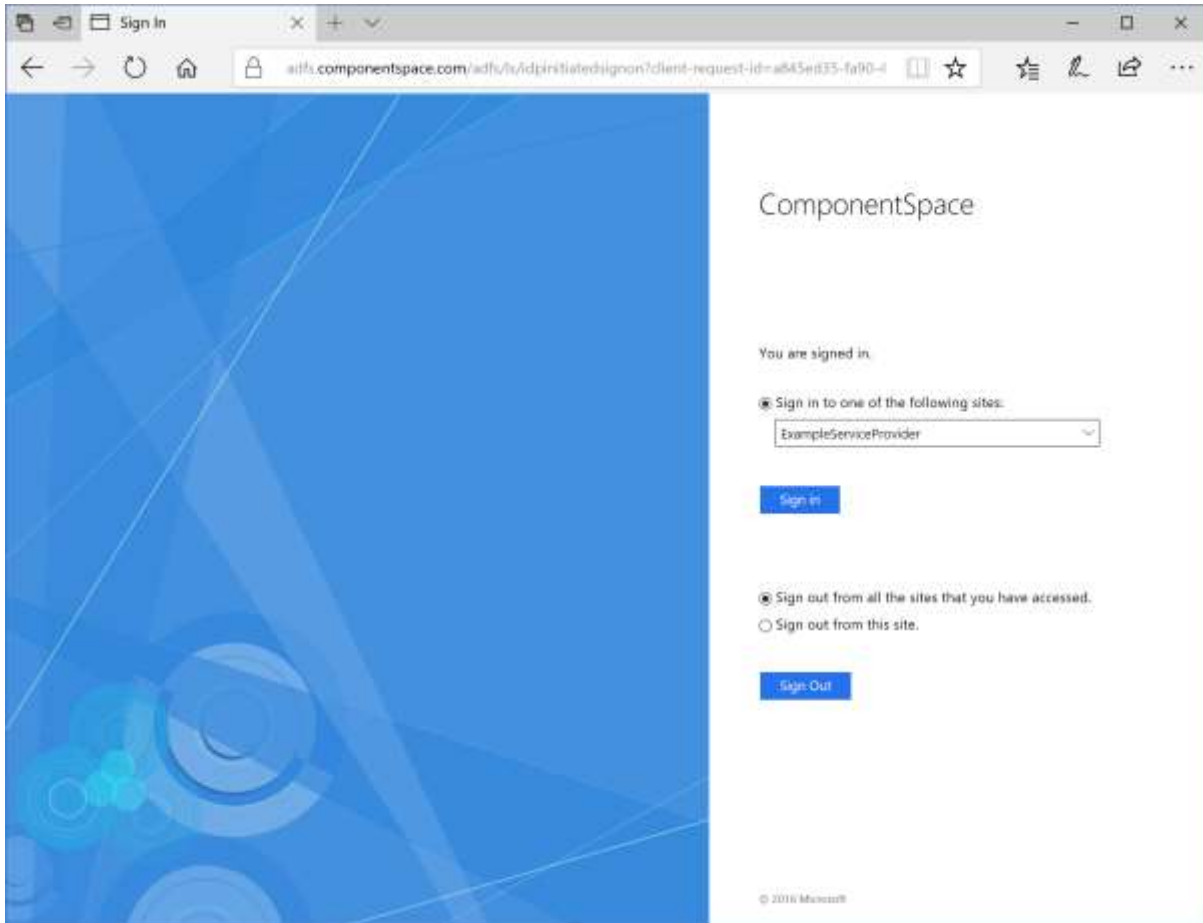 Sign In
adfs.componentspace.com/adfs/ls/idpinitiatedsignon?client-request-id=a845ed35-fa90-4
ComponentSpace
You are signed in.
Sign in to one of the following sites:
ExampleServiceProvider
Sign in
Sign out from all the sites that you have accessed.
Sign out from this site.
Sign Out
© 2016 Microsoft